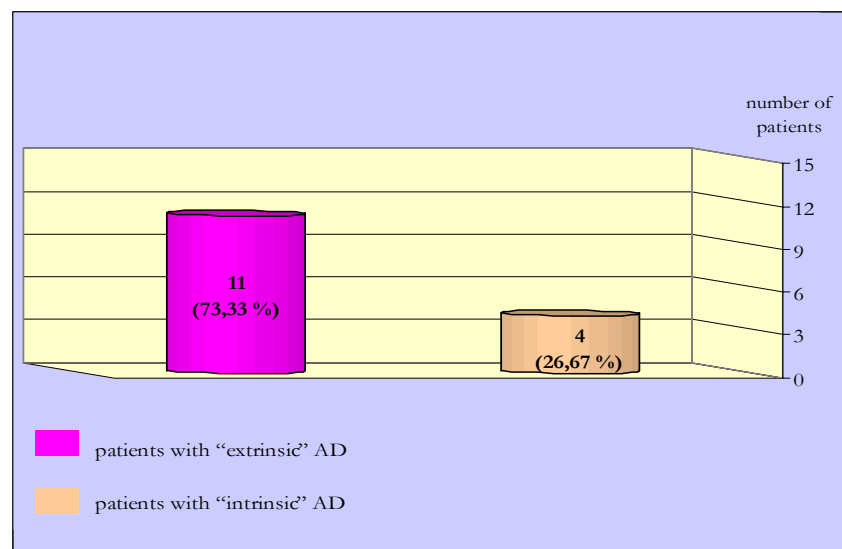 number of
patients
15
12
9
6
3
0
11
(73,33 %)
4
(26,67 %)
patients with “extrinsic” AD
patients with “intrinsic” AD